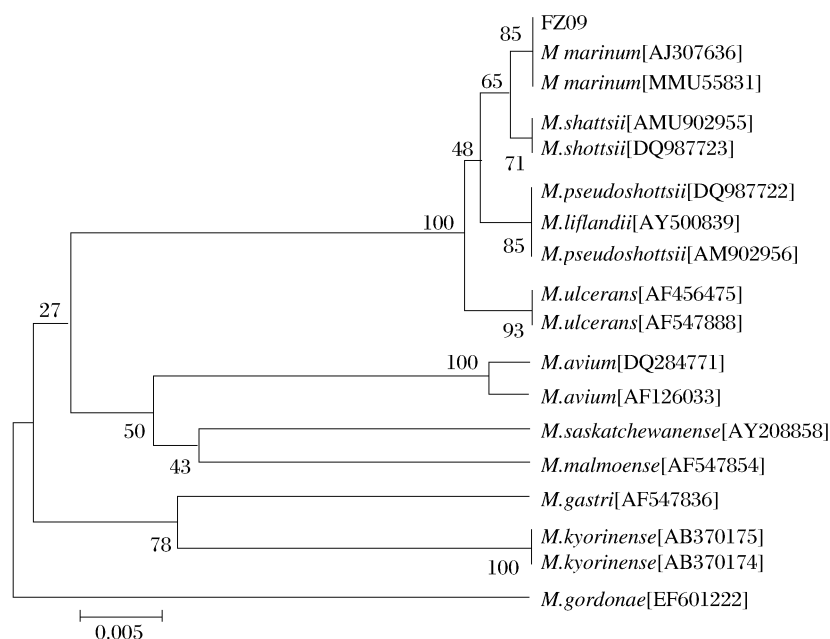 FZ09
85
M marinum[AJ307636]
M marinum[MMU55831]
65
M.shattsii[AMU902955]
M.shottsii[DQ987723]
48
71
M.pseudoshottsii[DQ987722]
100
M.liflandii[AY500839]
85
M.pseudoshottsii[AM902956]
M.ulcerans[AF456475]
27
M.ulcerans[AF547888]
93
100
M.avium[DQ284771]
M.avium[AF126033]
50
M.saskatchewanense[AY208858]
43
M.malmoense[AF547854]
M.gastri[AF547836]
78
M.kyorinense[AB370175]
100
M.kyorinense[AB370174]
M.gordonae[EF601222]
0.005